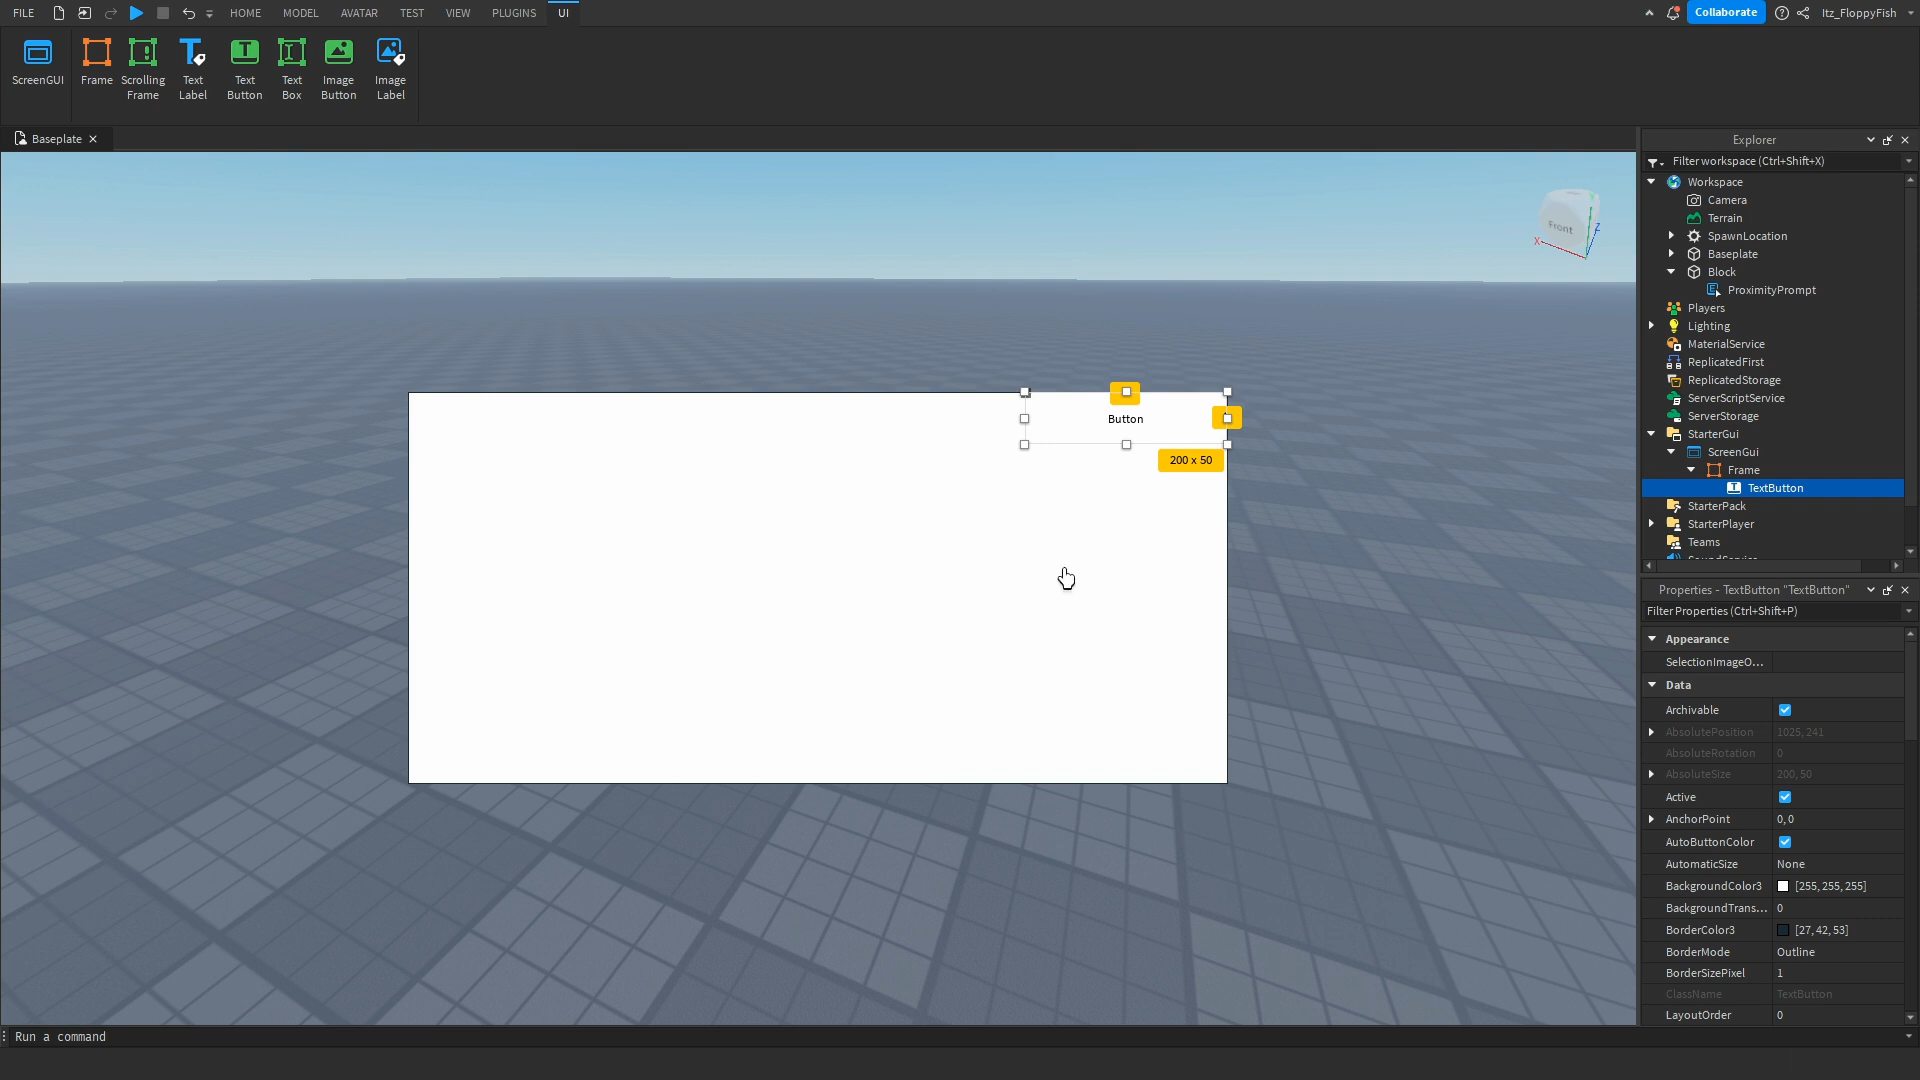 FILE HOME MODEL AVATAR TEST VIEW PLUGINS UI Collaborate Itz_FloppyFish
ScreenGUI
Frame
Scrolling
Frame
Text
Label
Text
Button
Text
Box
Image
Button
Image
Label
Baseplate
Front
X
Z
Button
200 x 50
Explorer
Filter workspace (Ctrl+Shift+X)
Workspace
Camera
Terrain
SpawnLocation
Baseplate
Block
ProximityPrompt
Players
Lighting
MaterialService
ReplicatedFirst
ReplicatedStorage
ServerScriptService
ServerStorage
StarterGui
ScreenGui
Frame
TextButton
StarterPack
StarterPlayer
Teams
Properties - TextButton "TextButton"
Filter Properties (Ctrl+Shift+P)
Appearance
SelectionImageO...
Data
Archivable
AbsolutePosition 1025, 241
AbsoluteRotation 0
AbsoluteSize 200, 50
Active
AnchorPoint 0, 0
AutoButtonColor
AutomaticSize None
BackgroundColor3 [255, 255, 255]
BackgroundTrans... 0
BorderColor3 [27, 42, 53]
BorderMode Outline
BorderSizePixel 1
ClassName TextButton
LayoutOrder 0
Run a command